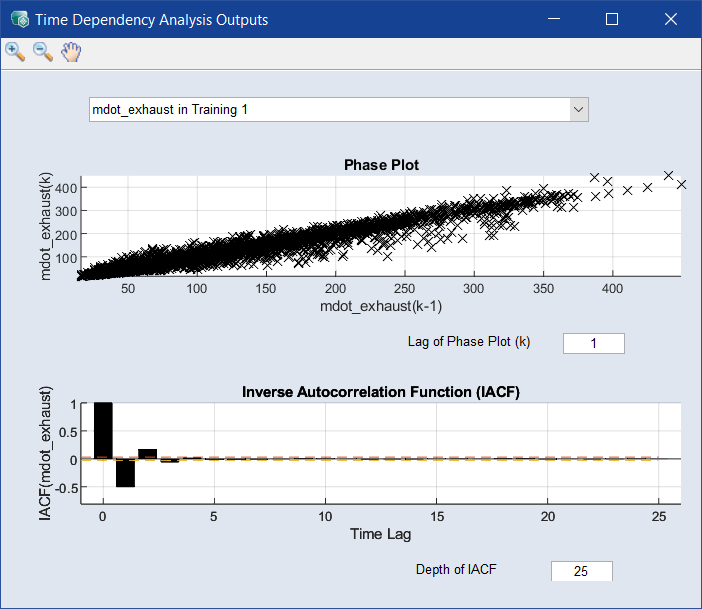 Time Dependency Analysis Outputs
mdot_exhaust in Training 1
Phase Plot
mdot_exhaust(k)
400
300
200
100
50 100 150 200 250 300 350 400
mdot_exhaust(k-1)
Lag of Phase Plot (k) 1
Inverse Autocorrelation Function (IACF)
IACF(mdot_exhaust)
1
0.5
0
-0.5
0 5 10 15 20 25
Time Lag
Depth of IACF 25